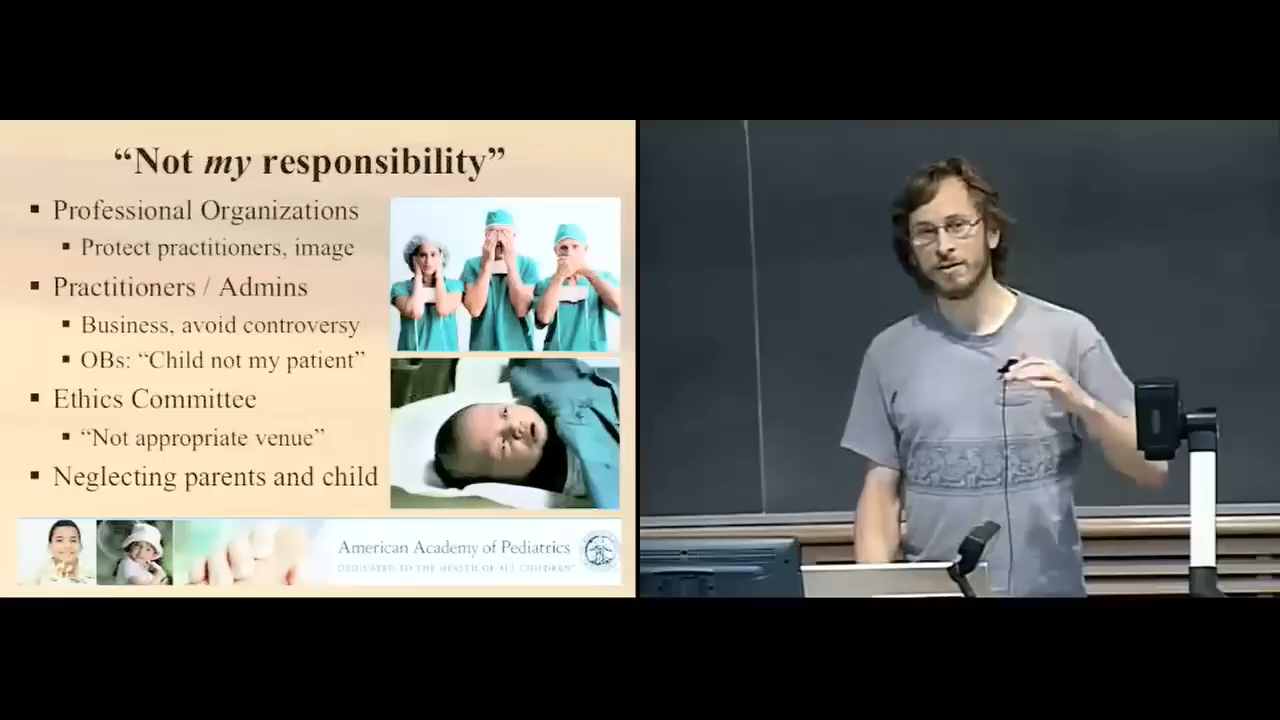 “Not my responsibility”
Professional Organizations
Protect practitioners, image
Practitioners / Admins
Business, avoid controversy
OBs: “Child not my patient”
Ethics Committee
“Not appropriate venue”
Neglecting parents and child
American Academy of Pediatrics
DEDICATED TO THE HEALTH OF ALL CHILDREN™